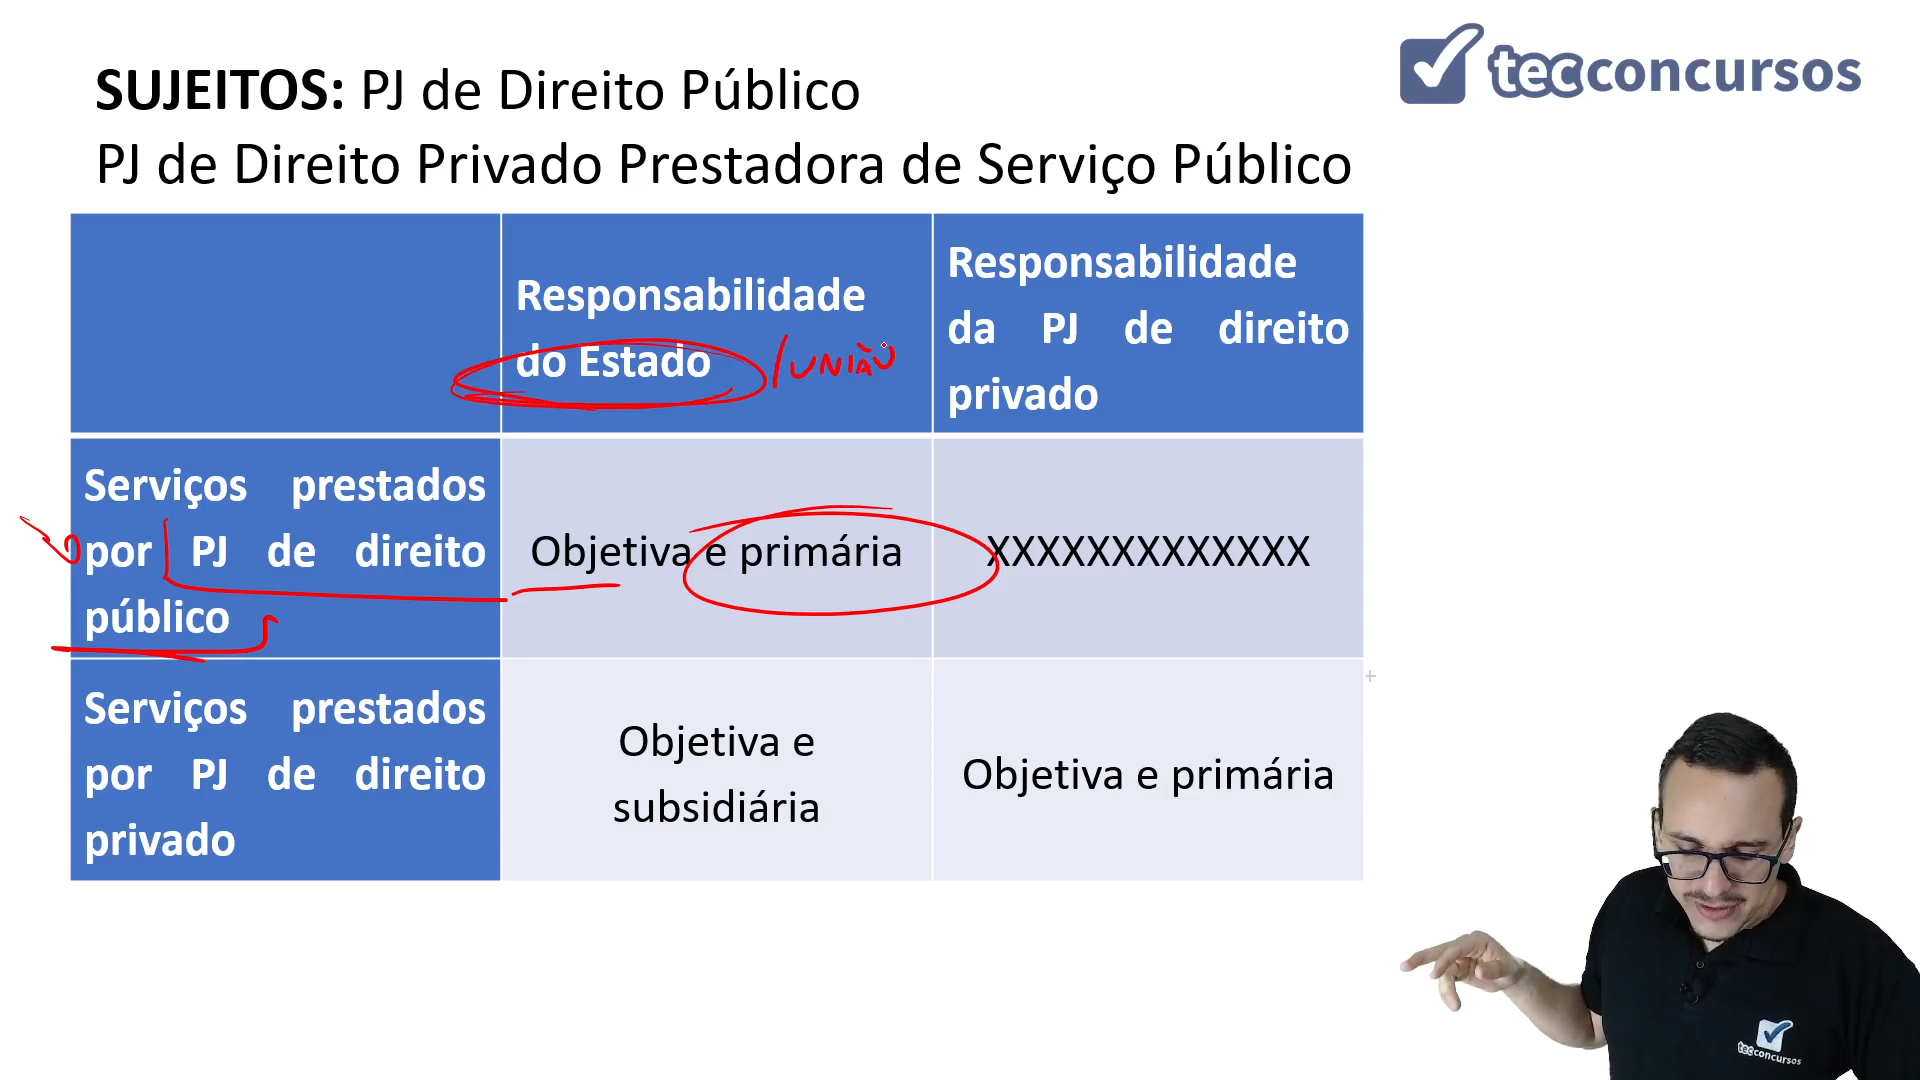 SUJEITOS: PJ de Direito Público
PJ de Direito Privado Prestadora de Serviço Público
tecconcursos
Responsabilidade
do Estado
/UNIÃO
Responsabilidade
da PJ de direito
privado
Serviços prestados
por PJ de direito
público
Objetiva e primária
XXXXXXXXXXXXX
Serviços prestados
por PJ de direito
privado
Objetiva e
subsidiária
Objetiva e primária
tecconcursos